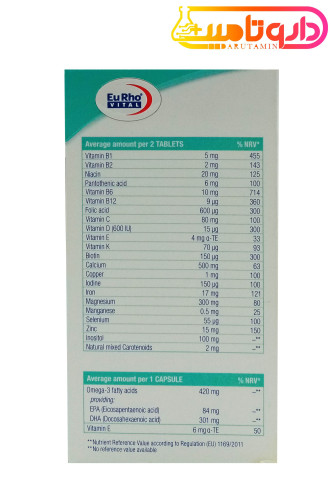 داروتامین
DARUTAMIN
EuRho®
VITAL
Average amount per 2 TABLETS % NRV*
Vitamin B1 5 mg 455
Vitamin B2 2 mg 143
Niacin 20 mg 125
Pantothenic acid 6 mg 100
Vitamin B6 10 mg 714
Vitamin B12 9 µg 360
Folic acid 600 µg 300
Vitamin C 80 mg 100
Vitamin D (600 IU) 15 µg 300
Vitamin E 4 mg α-TE 33
Vitamin K 70 µg 93
Biotin 150 µg 300
Calcium 500 mg 63
Copper 1 mg 100
Iodine 150 µg 100
Iron 17 mg 121
Magnesium 300 mg 80
Manganese 0.5 mg 25
Selenium 55 µg 100
Zinc 15 mg 150
Inositol 100 mg –**
Natural mixed Carotenoids 2 mg –**
Average amount per 1 CAPSULE % NRV*
Omega-3 fatty acids 420 mg –**
providing:
EPA (Eicosapentaenoic acid) 84 mg –**
DHA (Docosahexaenoic acid) 301 mg –**
Vitamin E 6 mg α-TE 50
**Nutrient Reference Value according to Regulation (EU) 1169/2011
**No reference value available